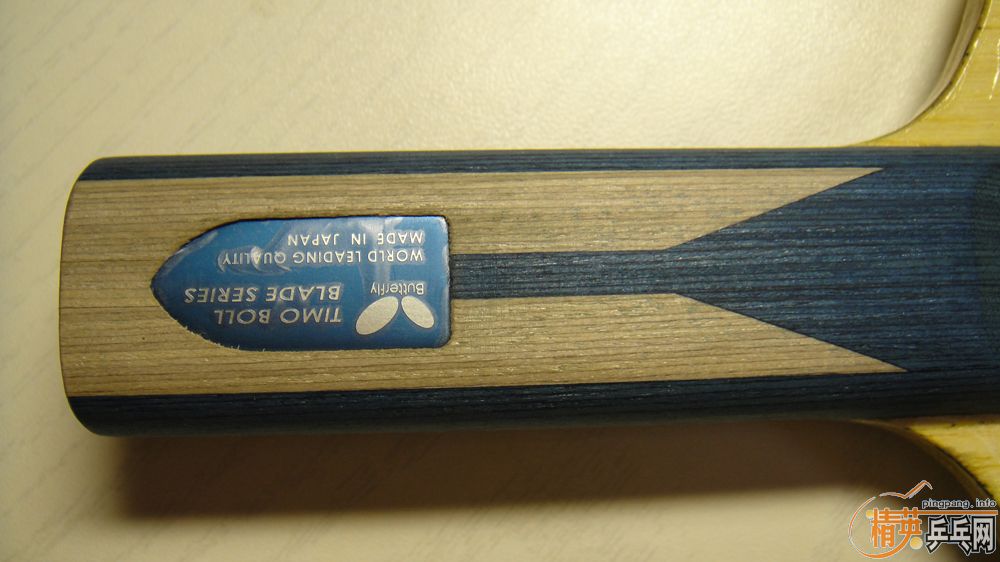 Butterfly
TIMO BOLL
BLADE SERIES
WORLD LEADING QUALITY
MADE IN JAPAN
pingpang.info
精英乒乓网